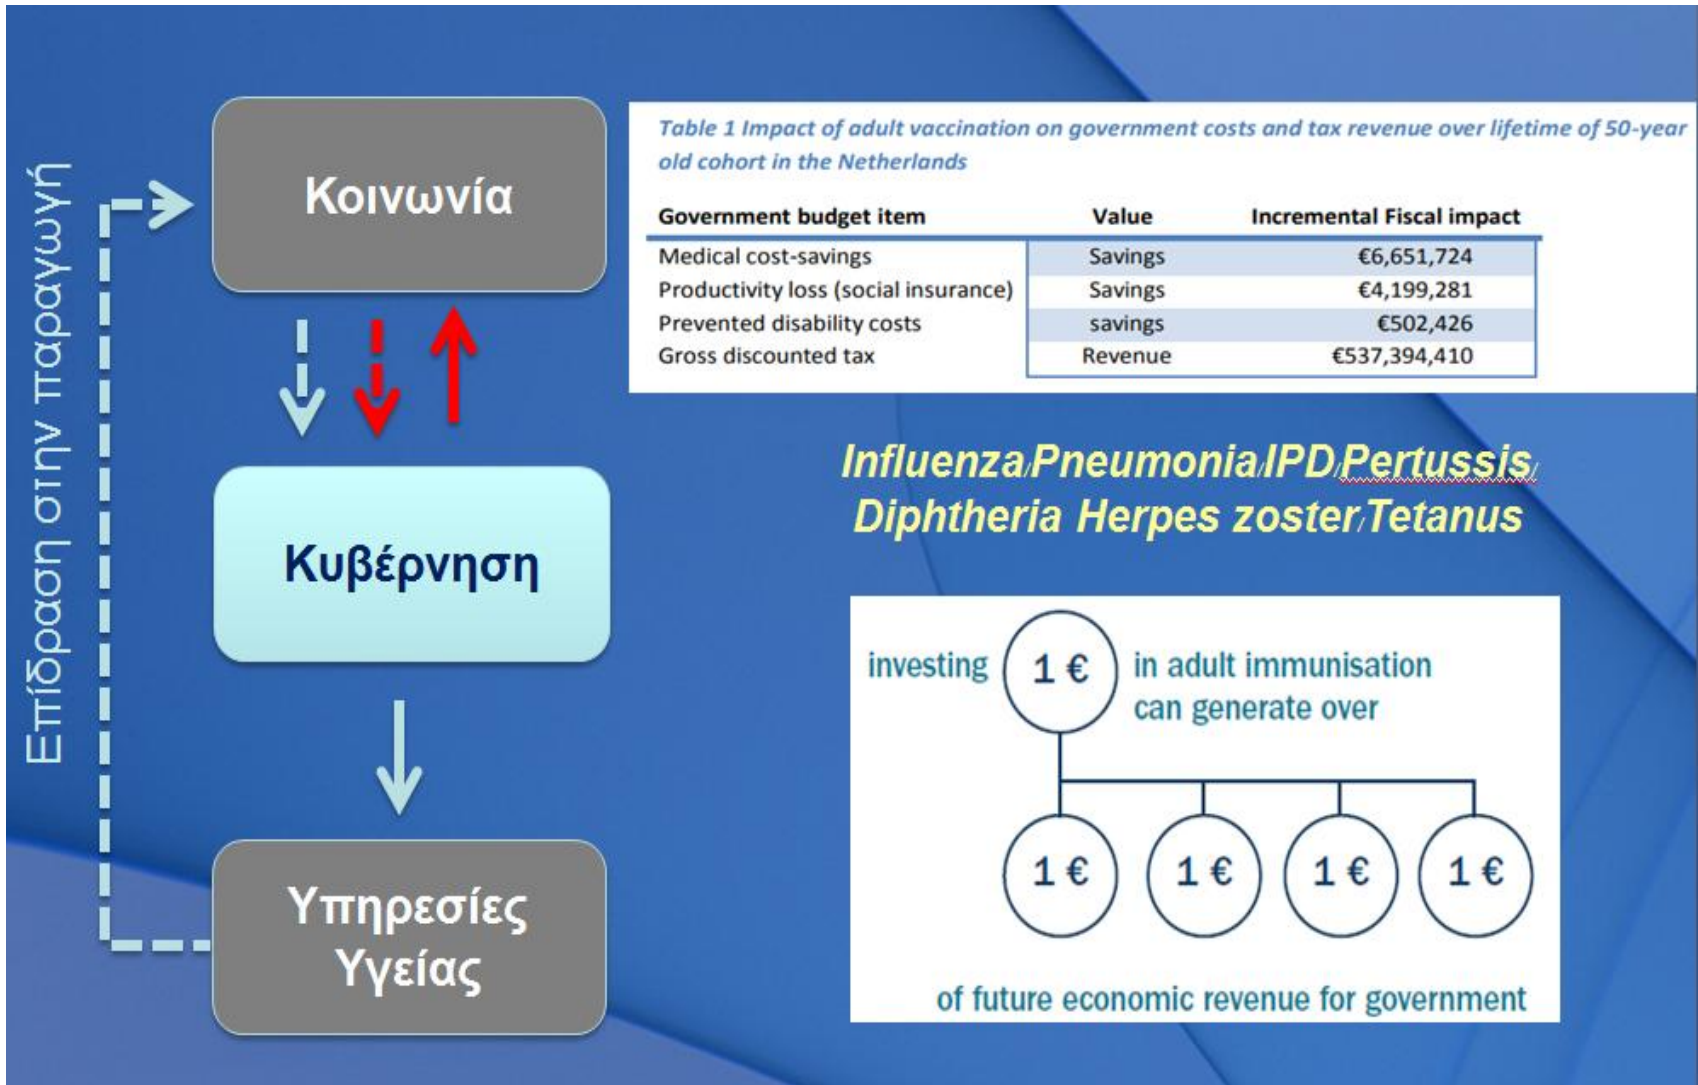 Επίδραση στην παραγωγή
Κοινωνία
Κυβέρνηση
Υπηρεσίες
Υγείας
Table 1 Impact of adult vaccination on government costs and tax revenue over lifetime of 50-year
old cohort in the Netherlands
Government budget item Value Incremental Fiscal impact
Medical cost-savings Savings €6,651,724
Productivity loss (social insurance) Savings €4,199,281
Prevented disability costs savings €502,426
Gross discounted tax Revenue €537,394,410
Influenza/Pneumonia/IPD/Pertussis/
Diphtheria Herpes zoster/Tetanus
investing 1 € in adult immunisation
can generate over
1 € 1 € 1 € 1 €
of future economic revenue for government